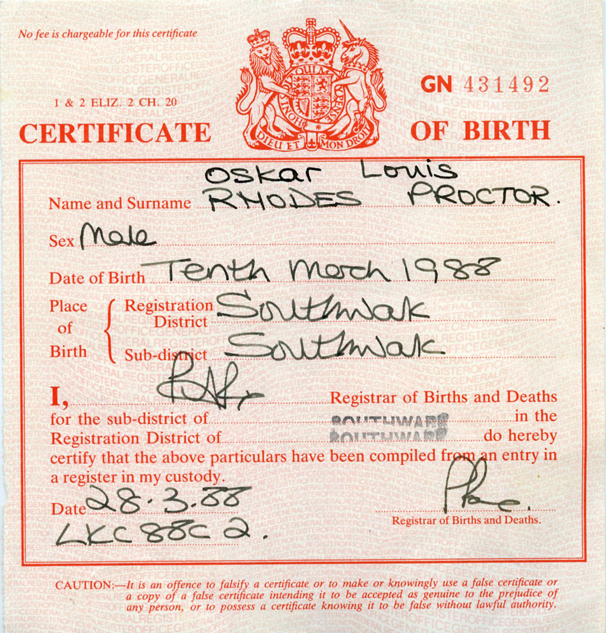 No fee is chargeable for this certificate
GN 431492
1 & 2 ELIZ. 2 CH. 20
CERTIFICATE OF BIRTH
DIEU ET MON DROIT
Oskar Louis
Name and Surname RHODES PROCTOR.
Sex Male
Date of Birth Tenth March 1988
Place of Birth
Registration District Southwak
Sub-district Southwak
I, Registrar of Births and Deaths
for the sub-district of SOUTHWARK in the
Registration District of SOUTHWARK do hereby
certify that the above particulars have been compiled from an entry in
a register in my custody.
Date 28.3.88
LKC88C2.
Registrar of Births and Deaths.
CAUTION:—It is an offence to falsify a certificate or to make or knowingly use a false certificate or
a copy of a false certificate intending it to be accepted as genuine to the prejudice of
any person, or to possess a certificate knowing it to be false without lawful authority.